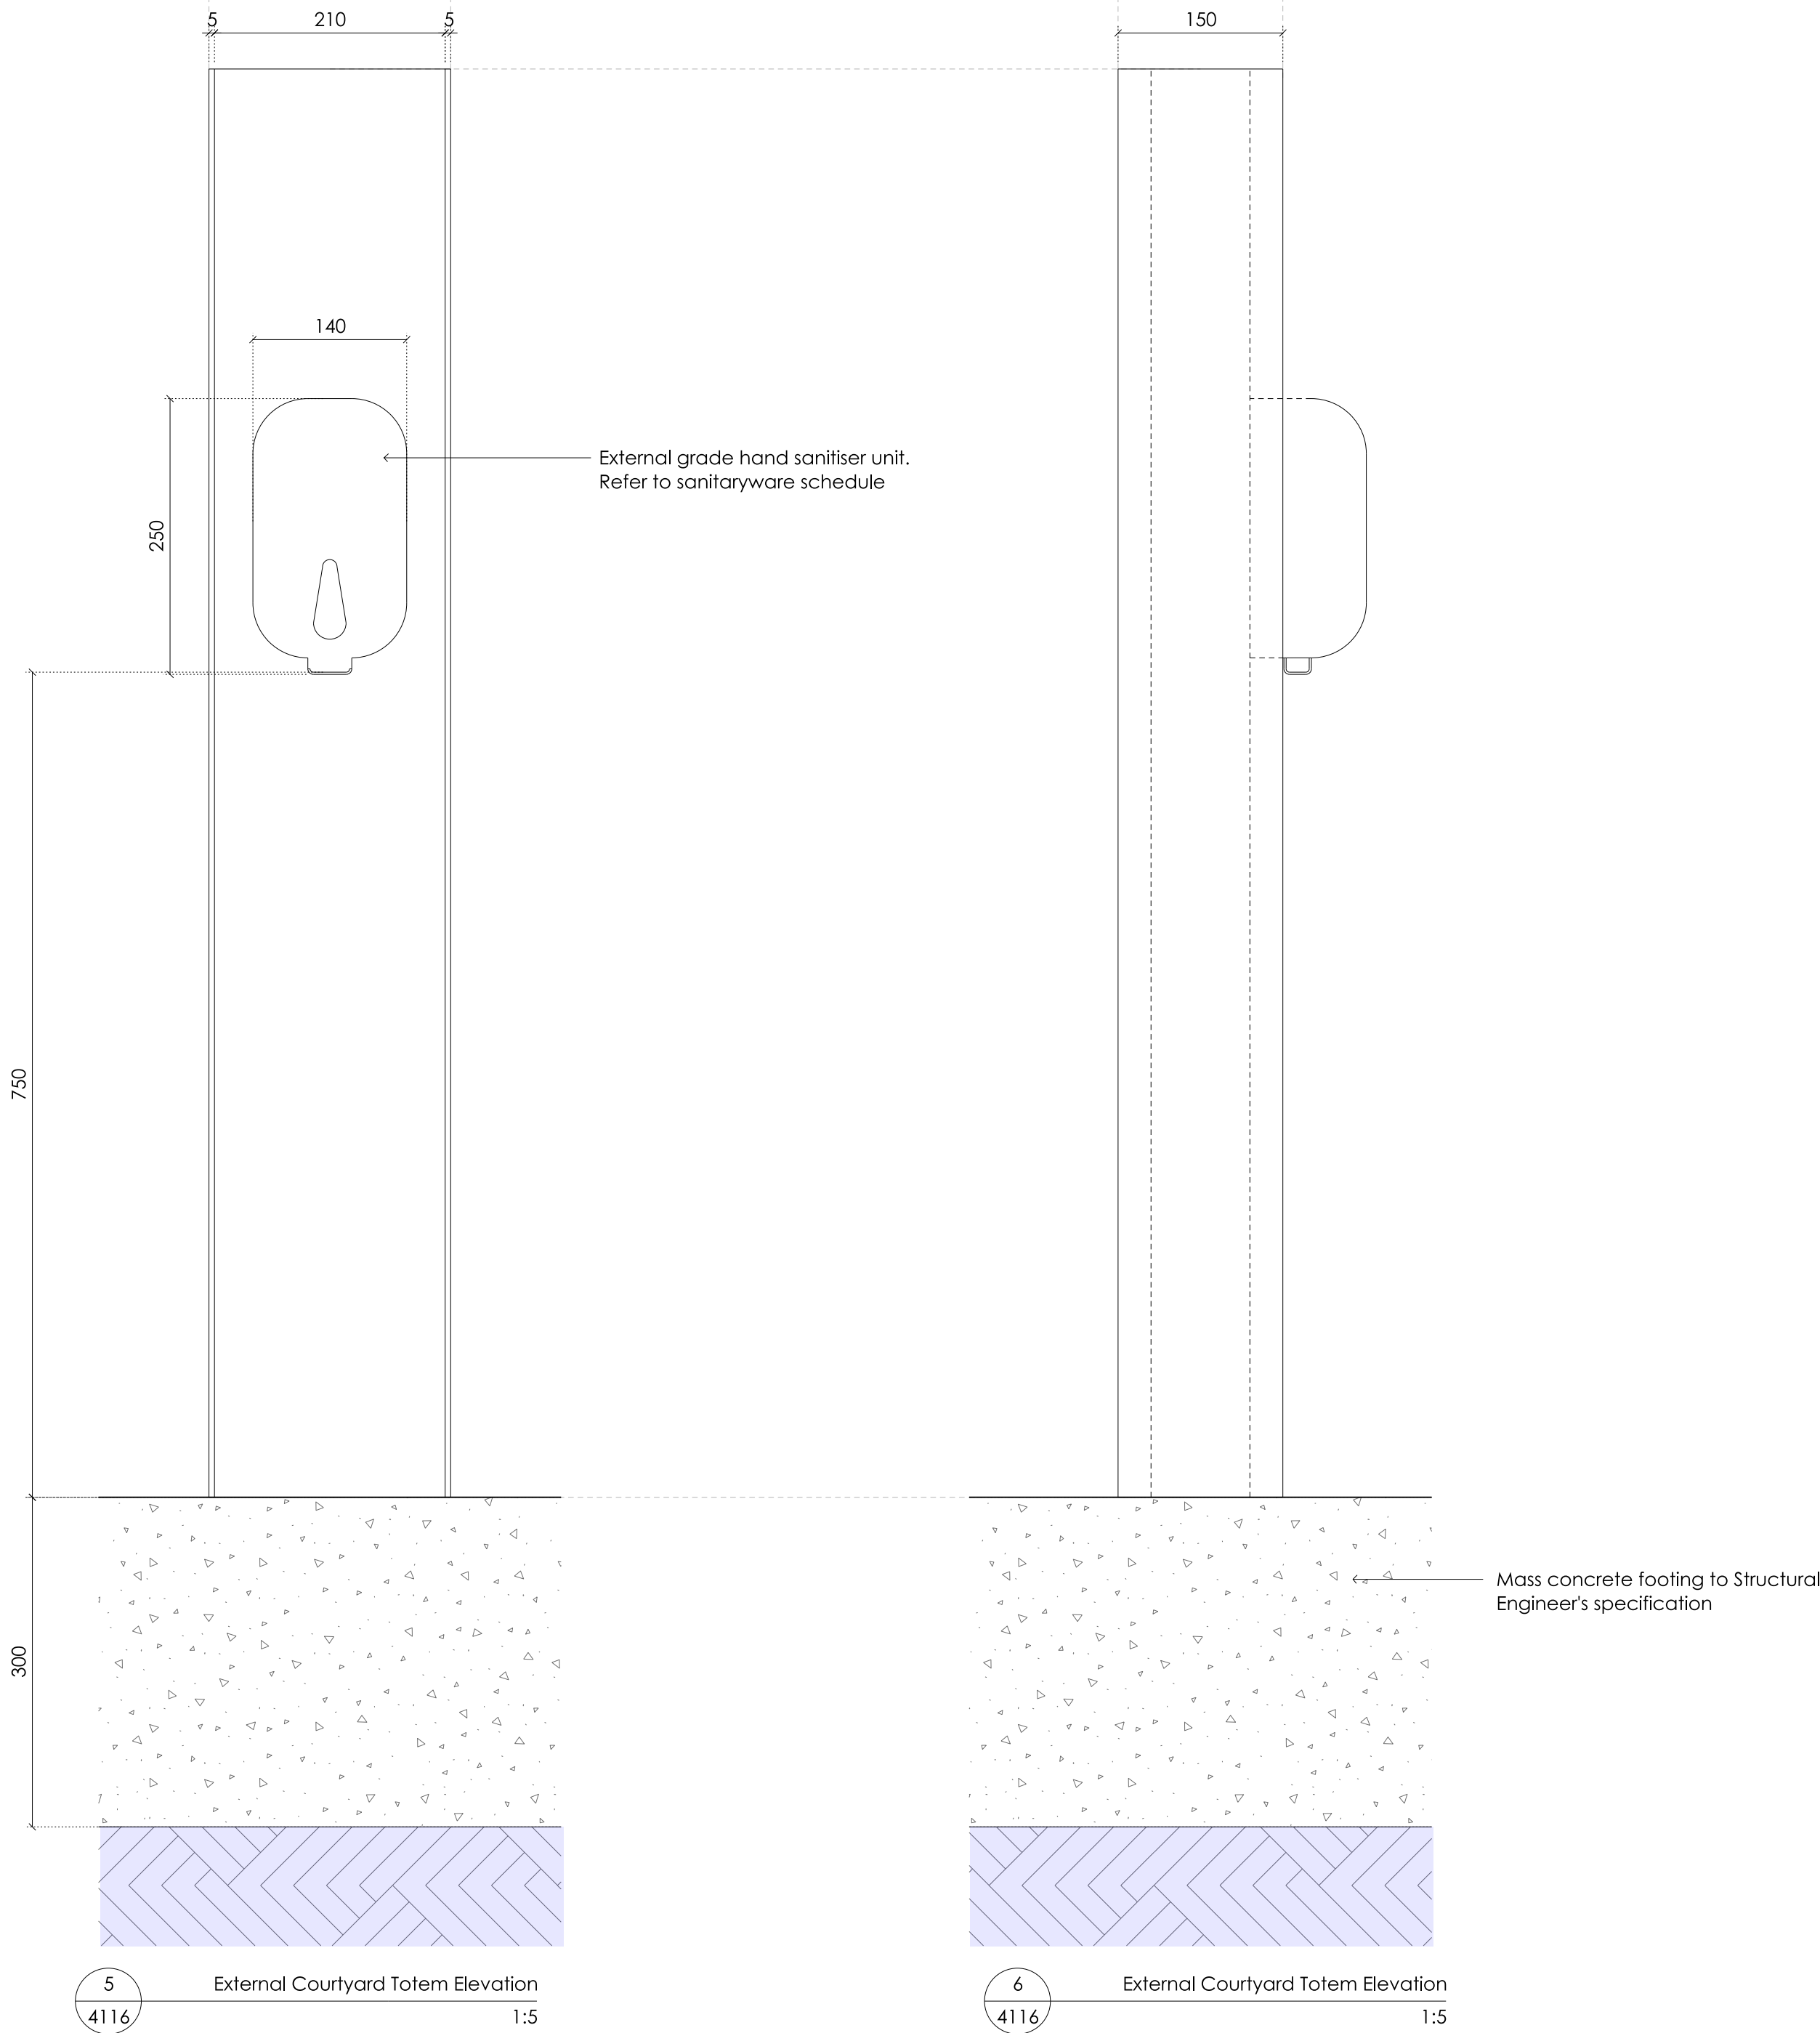 5 210 5
150
140
250
External grade hand sanitiser unit.
Refer to sanitaryware schedule
750
300
Mass concrete footing to Structural
Engineer's specification
5
4116
External Courtyard Totem Elevation
1:5
6
4116
External Courtyard Totem Elevation
1:5